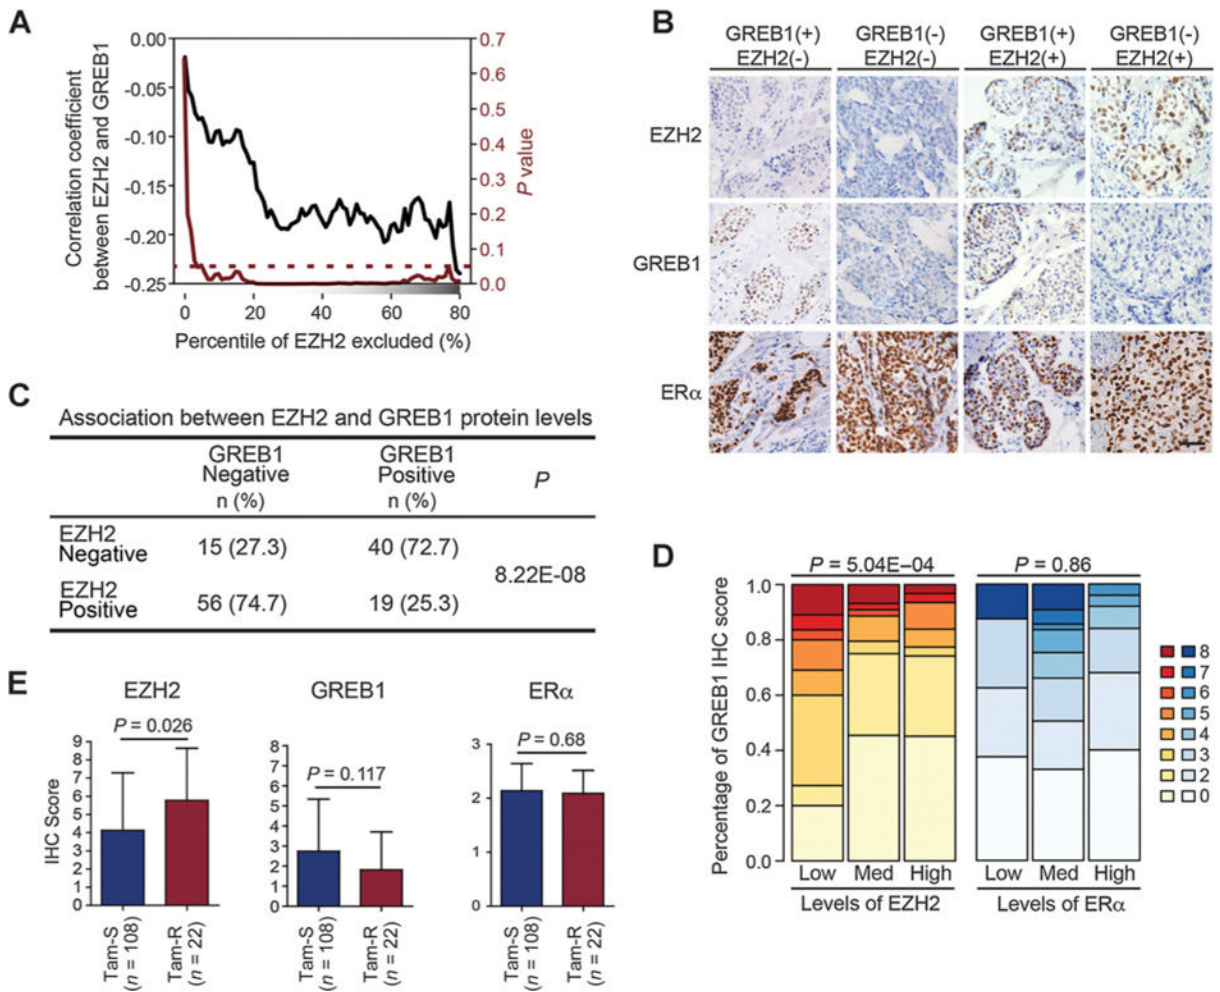 A
Correlation coefficient
between EZH2 and GREB1
0.00
-0.05
-0.10
-0.15
-0.20
-0.25
0.7
0.6
0.5
0.4
0.3
0.2
0.1
0.0
P value
0 20 40 60 80
Percentile of EZH2 excluded (%)
B
GREB1(+) GREB1(-) GREB1(+) GREB1(-)
EZH2(-) EZH2(-) EZH2(+) EZH2(+)
EZH2
GREB1
ERα
C
Association between EZH2 and GREB1 protein levels
GREB1 GREB1
Negative Positive P
n (%) n (%)
EZH2
Negative 15 (27.3) 40 (72.7)
8.22E-08
EZH2
Positive 56 (74.7) 19 (25.3)
D
P = 5.04E–04 P = 0.86
Percentage of GREB1 IHC score
1.0
0.8
0.6
0.4
0.2
0.0
Low Med High Low Med High
Levels of EZH2 Levels of ERα
8
7
6
5
4
3
2
0
E
EZH2
P = 0.026
IHC Score
9
8
7
6
5
4
3
2
1
0
Tam-S
(n = 108)
Tam-R
(n = 22)
GREB1
P = 0.117
8
7
6
5
4
3
2
1
0
Tam-S
(n = 108)
Tam-R
(n = 22)
ERα
P = 0.68
3
2
1
0
Tam-S
(n = 108)
Tam-R
(n = 22)